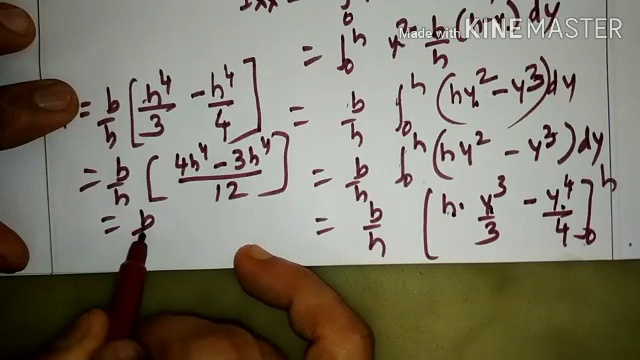 Made with KINEMASTER
Ixx =
= ∫₀ʰ y² · b/h (h-y) dy
= b/h ∫₀ʰ (hy² - y³) dy
= b/h ∫₀ʰ (hy² - y³) dy
= b/h [h · y³/3 - y⁴/4]₀ʰ
= b/h [h⁴/3 - h⁴/4]
= b/h [4h⁴ - 3h⁴/12]
= b